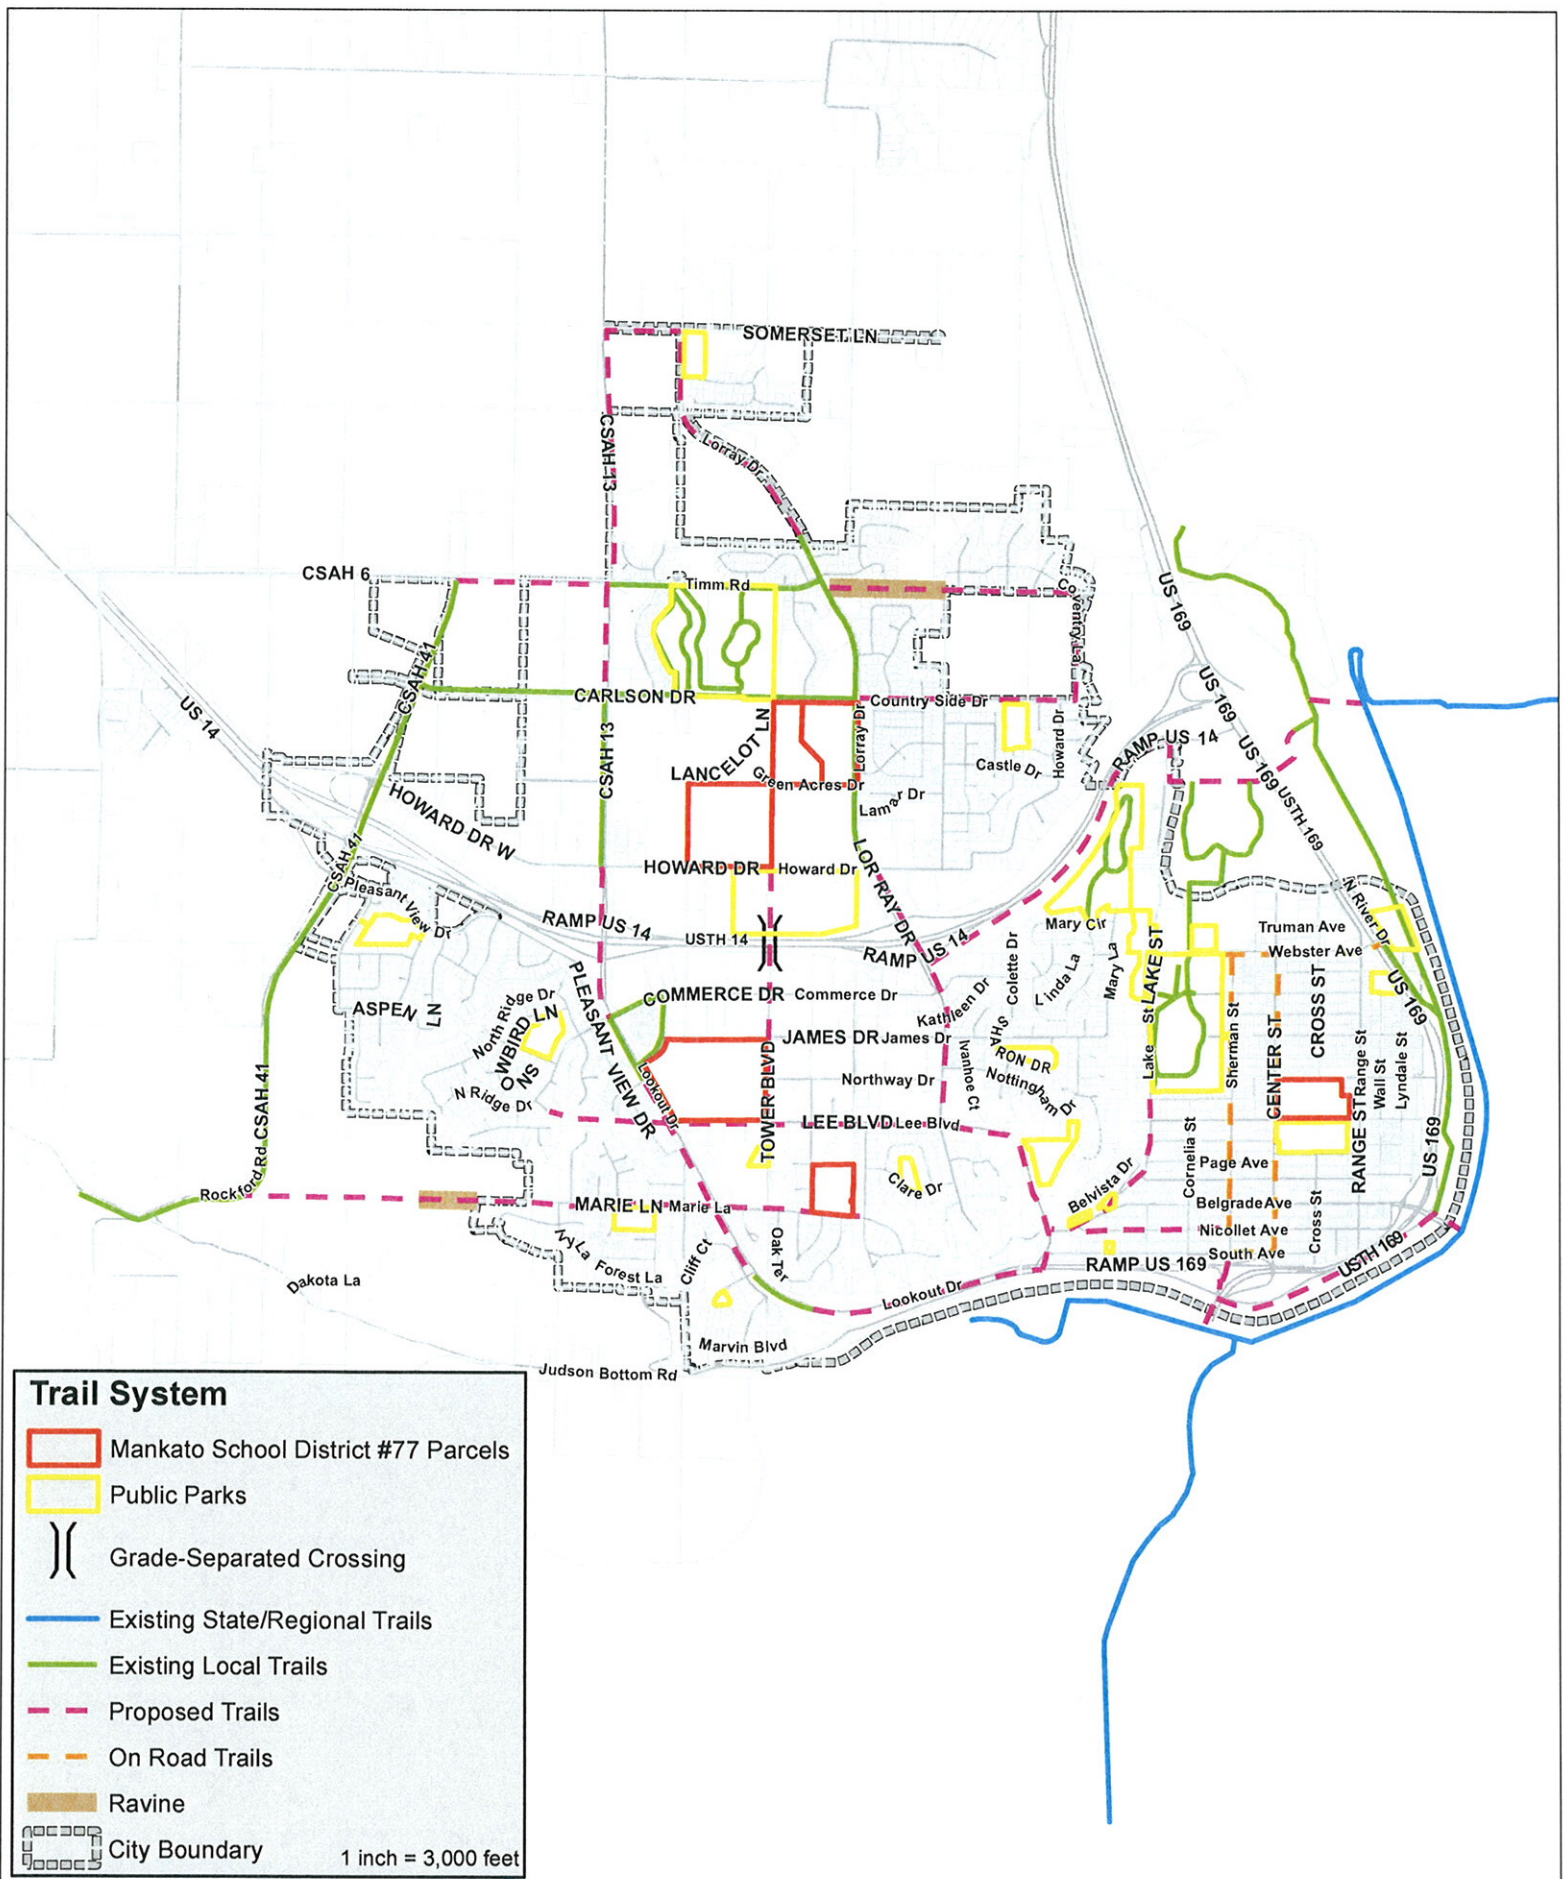 SOMERSET LN
CSAH 13
Lorray Dr
CSAH 6
Timm Rd
Coventry La
US 169
CSAH 41
US 14
CARLSON DR
Country Side Dr
US 169
LANCELOT LN
Lorray Dr
Howard Dr
RAMP US 14
US 169
CSAH 13
Green Acres Dr
Castle Dr
Lamar Dr
USTH 169
HOWARD DR W
CSAH 41
HOWARD DR
Howard Dr
LOR RAY DR
Pleasant View Dr
N River Dr
RAMP US 14
USTH 14
RAMP US 14
Mary Cir
Truman Ave
Webster Ave
Colette Dr
Linda La
Mary La
LAKE ST
US 169
ASPEN LN
North Ridge Dr
PLEASANT VIEW DR
COMMERCE DR
Commerce Dr
Kathleen Dr
CROSS ST
OWBIRD LN
NS
JAMES DR
James Dr
SHARON DR
Lake St
Sherman St
CENTER ST
Range St
Wall St
Lyndale St
N Ridge Dr
Lookout Dr
TOWER BLVD
Northway Dr
Ivanhoe Ct
Nottingham Dr
CSAH 41
LEE BLVD
Lee Blvd
RANGE ST
US 169
Cornelia St
Page Ave
Rockford Rd
Clare Dr
Belvista Dr
MARIE LN
Marie La
Belgrade Ave
Nicollet Ave
Cross St
Ivy La
Forest La
Cliff Ct
Oak Ter
South Ave
RAMP US 169
USTH 169
Dakota La
Lookout Dr
Marvin Blvd
Judson Bottom Rd
Trail System
Mankato School District #77 Parcels
Public Parks
Grade-Separated Crossing
Existing State/Regional Trails
Existing Local Trails
Proposed Trails
On Road Trails
Ravine
City Boundary
1 inch = 3,000 feet